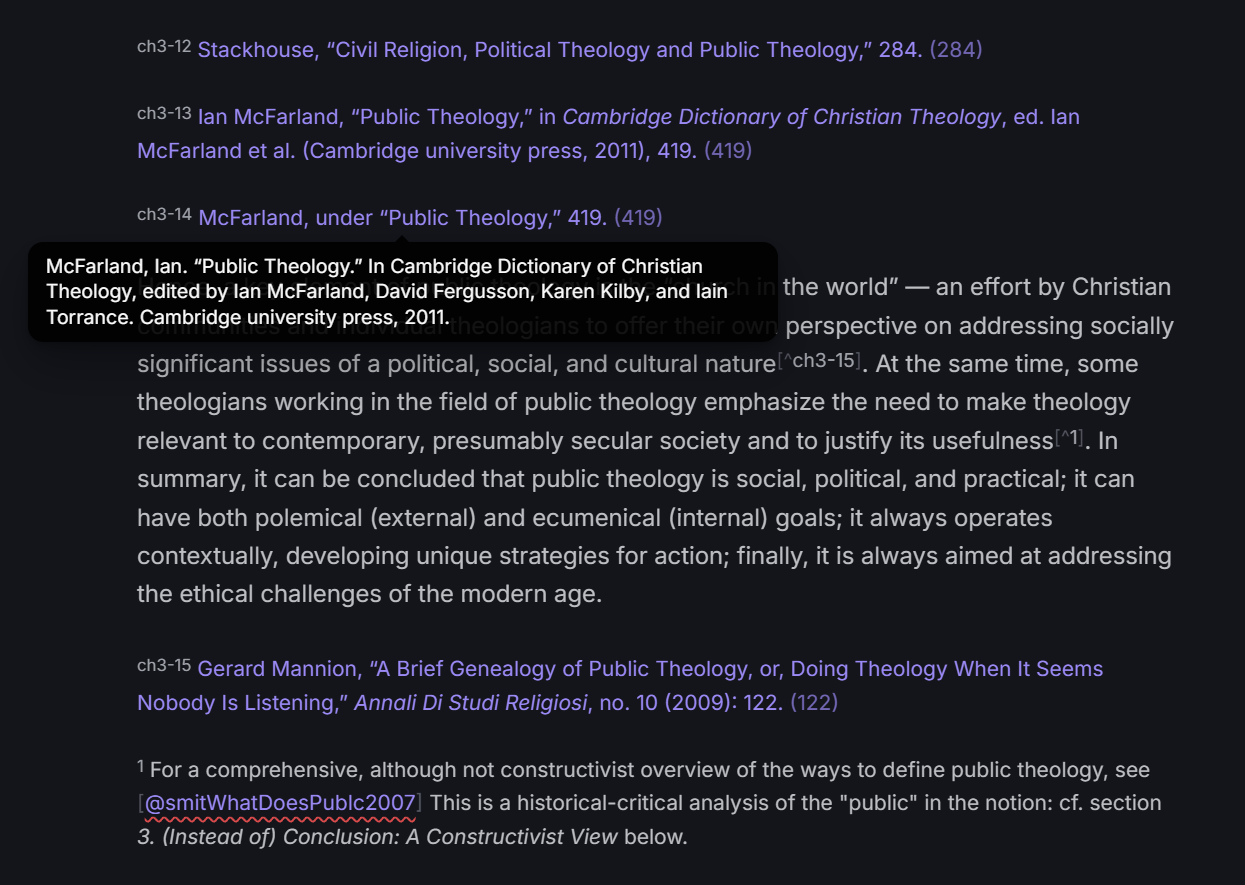 ch3-12 Stackhouse, “Civil Religion, Political Theology and Public Theology,” 284. (284)
ch3-13 Ian McFarland, “Public Theology,” in Cambridge Dictionary of Christian Theology, ed. Ian
McFarland et al. (Cambridge university press, 2011), 419. (419)
ch3-14 McFarland, under “Public Theology,” 419. (419)
McFarland, Ian. “Public Theology.” In Cambridge Dictionary of Christian
Theology, edited by Ian McFarland, David Fergusson, Karen Kilby, and Iain
Torrance. Cambridge university press, 2011.
in the world” — an effort by Christian
communities and individual theologians to offer their own perspective on addressing socially
significant issues of a political, social, and cultural nature[^ch3-15]. At the same time, some
theologians working in the field of public theology emphasize the need to make theology
relevant to contemporary, presumably secular society and to justify its usefulness[^1]. In
summary, it can be concluded that public theology is social, political, and practical; it can
have both polemical (external) and ecumenical (internal) goals; it always operates
contextually, developing unique strategies for action; finally, it is always aimed at addressing
the ethical challenges of the modern age.
ch3-15 Gerard Mannion, “A Brief Genealogy of Public Theology, or, Doing Theology When It Seems
Nobody Is Listening,” Annali Di Studi Religiosi, no. 10 (2009): 122. (122)
1 For a comprehensive, although not constructivist overview of the ways to define public theology, see
[@smitWhatDoesPublc2007] This is a historical-critical analysis of the "public" in the notion: cf. section
3. (Instead of) Conclusion: A Constructivist View below.